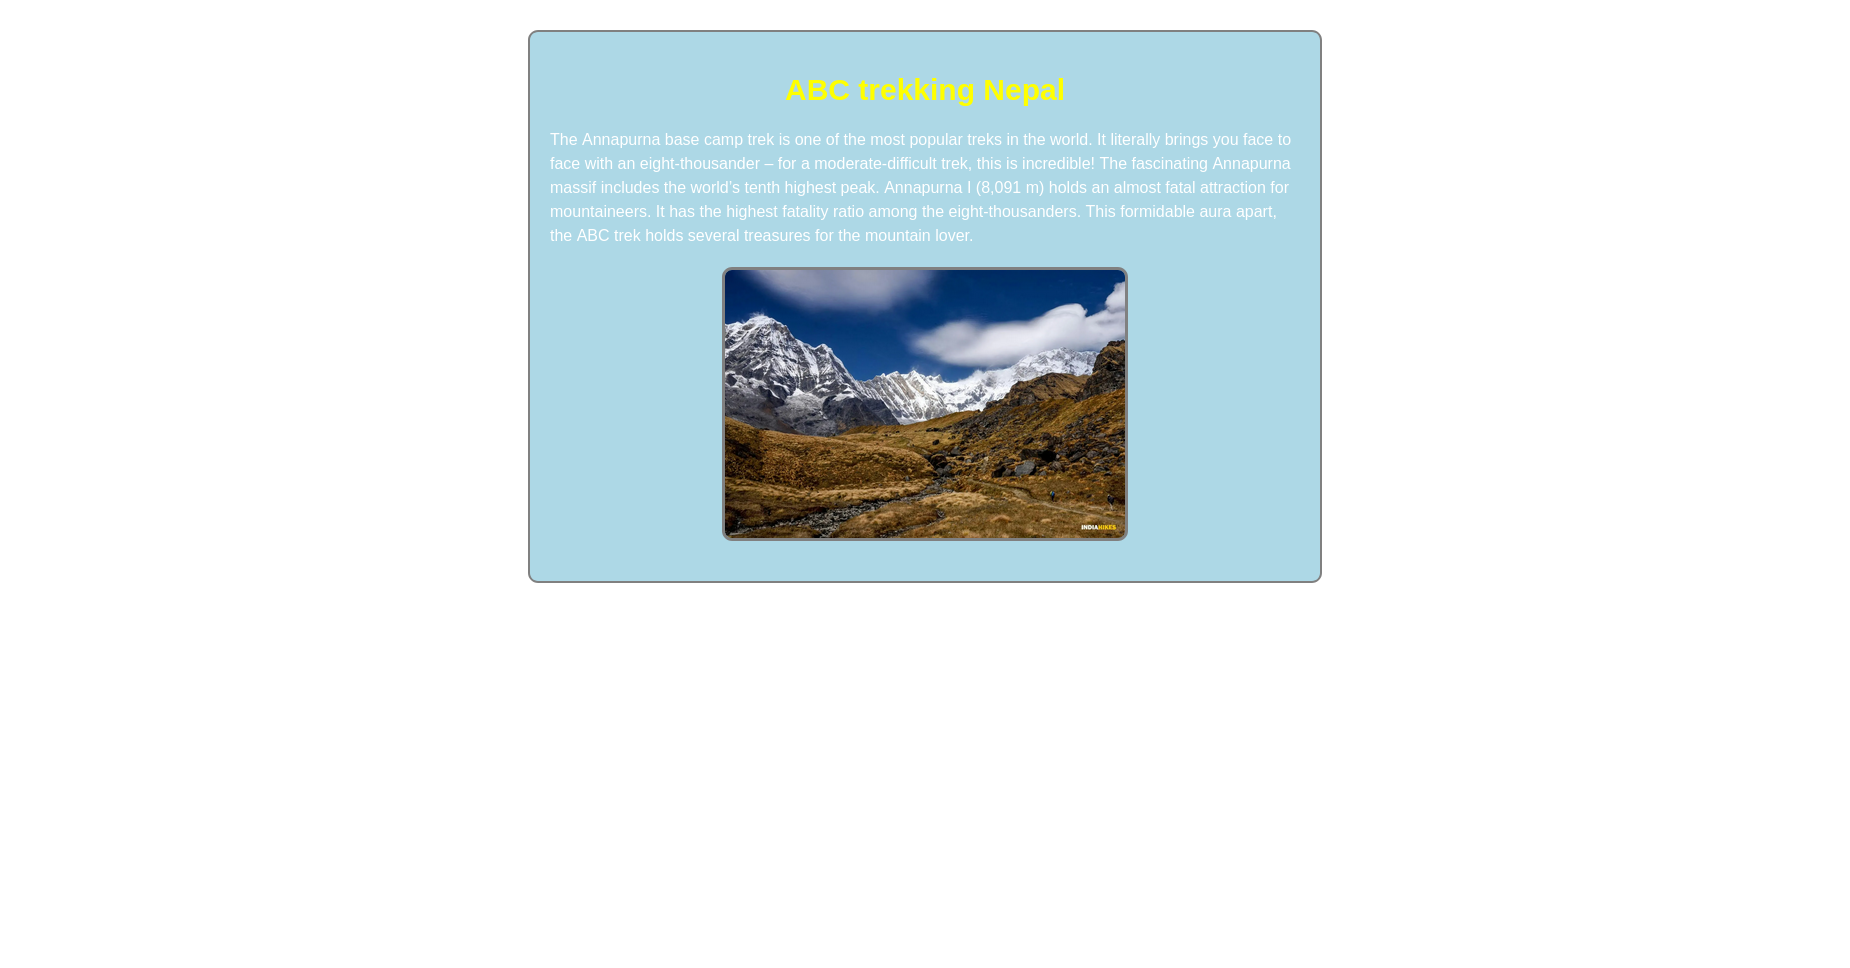 ABC trekking Nepal
The Annapurna base camp trek is one of the most popular treks in the world. It literally brings you face to
face with an eight-thousander – for a moderate-difficult trek, this is incredible! The fascinating Annapurna
massif includes the world's tenth highest peak. Annapurna I (8,091 m) holds an almost fatal attraction for
mountaineers. It has the highest fatality ratio among the eight-thousanders. This formidable aura apart,
the ABC trek holds several treasures for the mountain lover.
INDIAHIKES